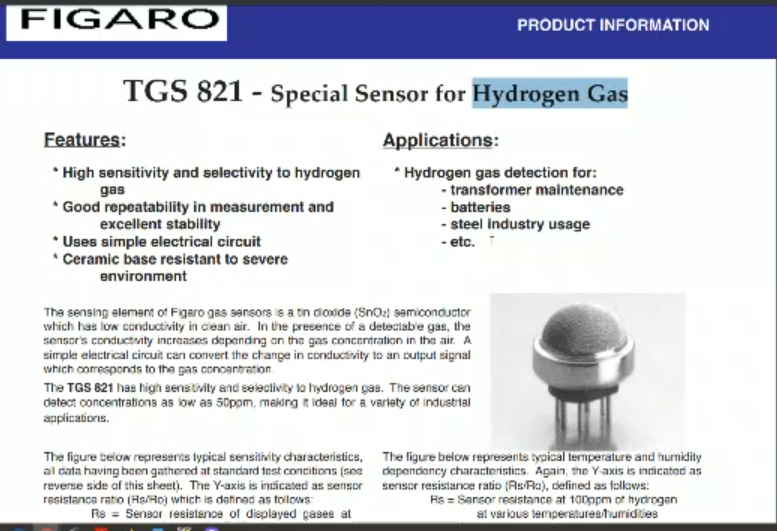 FIGARO
PRODUCT INFORMATION
TGS 821 - Special Sensor for Hydrogen Gas
Features:
* High sensitivity and selectivity to hydrogen
gas
* Good repeatability in measurement and
excellent stability
* Uses simple electrical circuit
* Ceramic base resistant to severe
environment
Applications:
* Hydrogen gas detection for:
- transformer maintenance
- batteries
- steel industry usage
- etc.
The sensing element of Figaro gas sensors is a tin dioxide (SnO2) semiconductor
which has low conductivity in clean air. In the presence of a detectable gas, the
sensor's conductivity increases depending on the gas concentration in the air. A
simple electrical circuit can convert the change in conductivity to an output signal
which corresponds to the gas concentration.
The TGS 821 has high sensitivity and selectivity to hydrogen gas. The sensor can
detect concentrations as low as 50ppm, making it ideal for a variety of industrial
applications.
The figure below represents typical sensitivity characteristics,
all data having been gathered at standard test conditions (see
reverse side of this sheet). The Y-axis is indicated as sensor
resistance ratio (Rs/Ro) which is defined as follows:
Rs = Sensor resistance of displayed gases at
The figure below represents typical temperature and humidity
dependency characteristics. Again, the Y-axis is indicated as
sensor resistance ratio (Rs/Ro), defined as follows:
Rs = Sensor resistance at 100ppm of hydrogen
at various temperatures/humidities